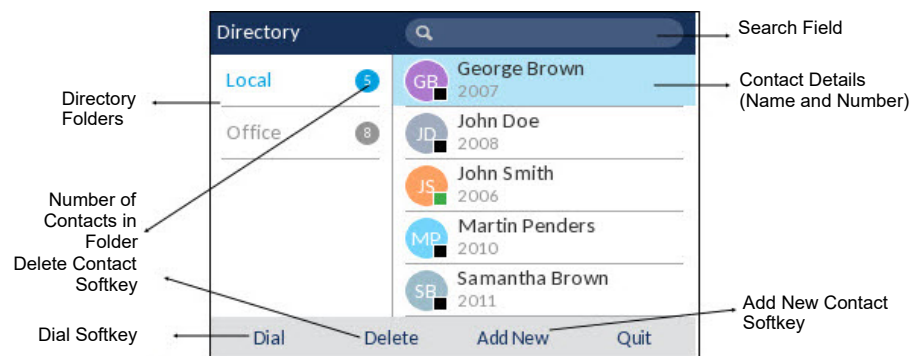 Directory
Search Field
Local
5
GB
George Brown
2007
Contact Details
(Name and Number)
Directory
Folders
Office
8
JD
John Doe
2008
JS
John Smith
2006
Number of
Contacts in
Folder
MP
Martin Penders
2010
Delete Contact
Softkey
SB
Samantha Brown
2011
Add New Contact
Softkey
Dial Softkey
Dial
Delete
Add New
Quit